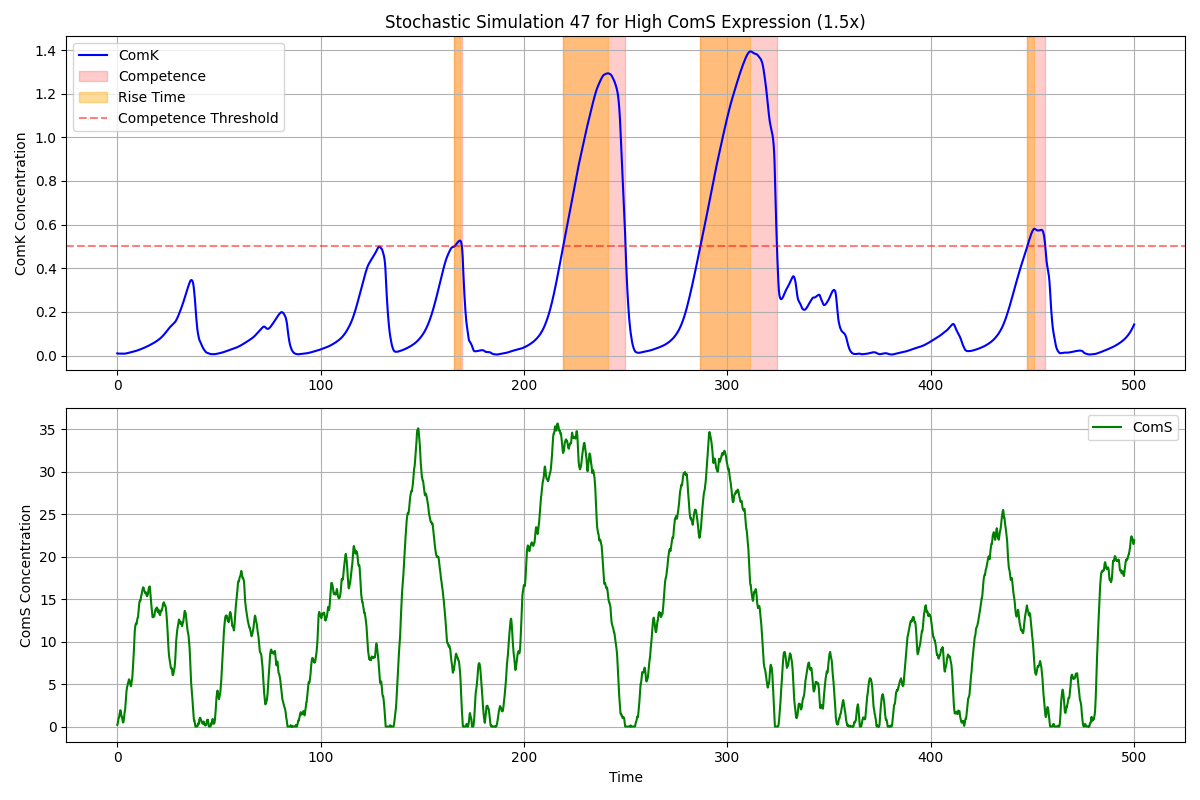 Stochastic Simulation 47 for High ComS Expression (1.5x)
ComK
Competence
Rise Time
Competence Threshold
ComK Concentration
1.4
1.2
1.0
0.8
0.6
0.4
0.2
0.0
0 100 200 300 400 500
ComS
ComS Concentration
35
30
25
20
15
10
5
0
0 100 200 300 400 500
Time